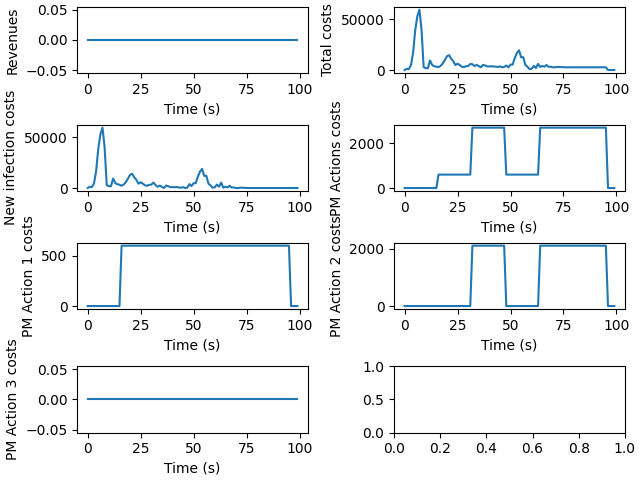 Revenues
0.05
0.00
−0.05
0 25 50 75 100
Time (s)
Total costs
50000
0
0 25 50 75 100
Time (s)
New infection costs
50000
0
0 25 50 75 100
Time (s)
PM Actions costs
2000
0
0 25 50 75 100
Time (s)
PM Action 1 costs
500
0
0 25 50 75 100
Time (s)
PM Action 2 costs
2000
0
0 25 50 75 100
Time (s)
PM Action 3 costs
0.05
0.00
−0.05
0 25 50 75 100
Time (s)
1.0
0.5
0.0
0.0 0.2 0.4 0.6 0.8 1.0